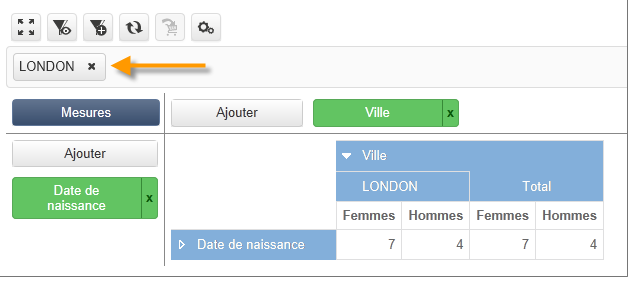 LONDON ×
Mesures Ajouter Ville x
Ajouter
Date de
naissance x
Ville
LONDON Total
Femmes Hommes Femmes Hommes
Date de naissance 7 4 7 4